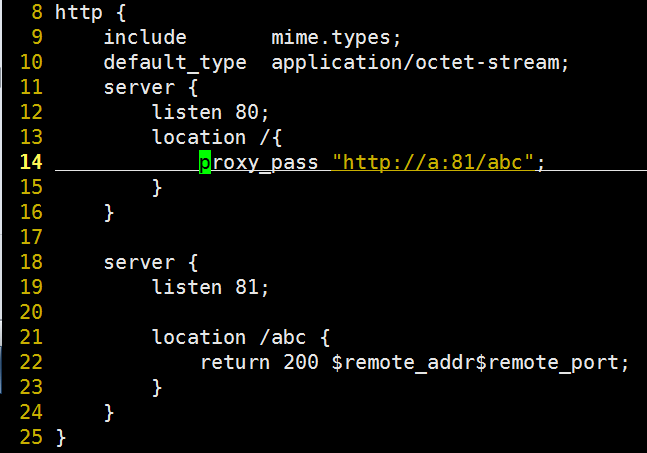 8 http {
9     include       mime.types;
10     default_type  application/octet-stream;
11     server {
12         listen 80;
13         location /{
14             proxy_pass "http://a:81/abc";
15         }
16     }
17
18     server {
19         listen 81;
20
21         location /abc {
22             return 200 $remote_addr$remote_port;
23         }
24     }
25 }